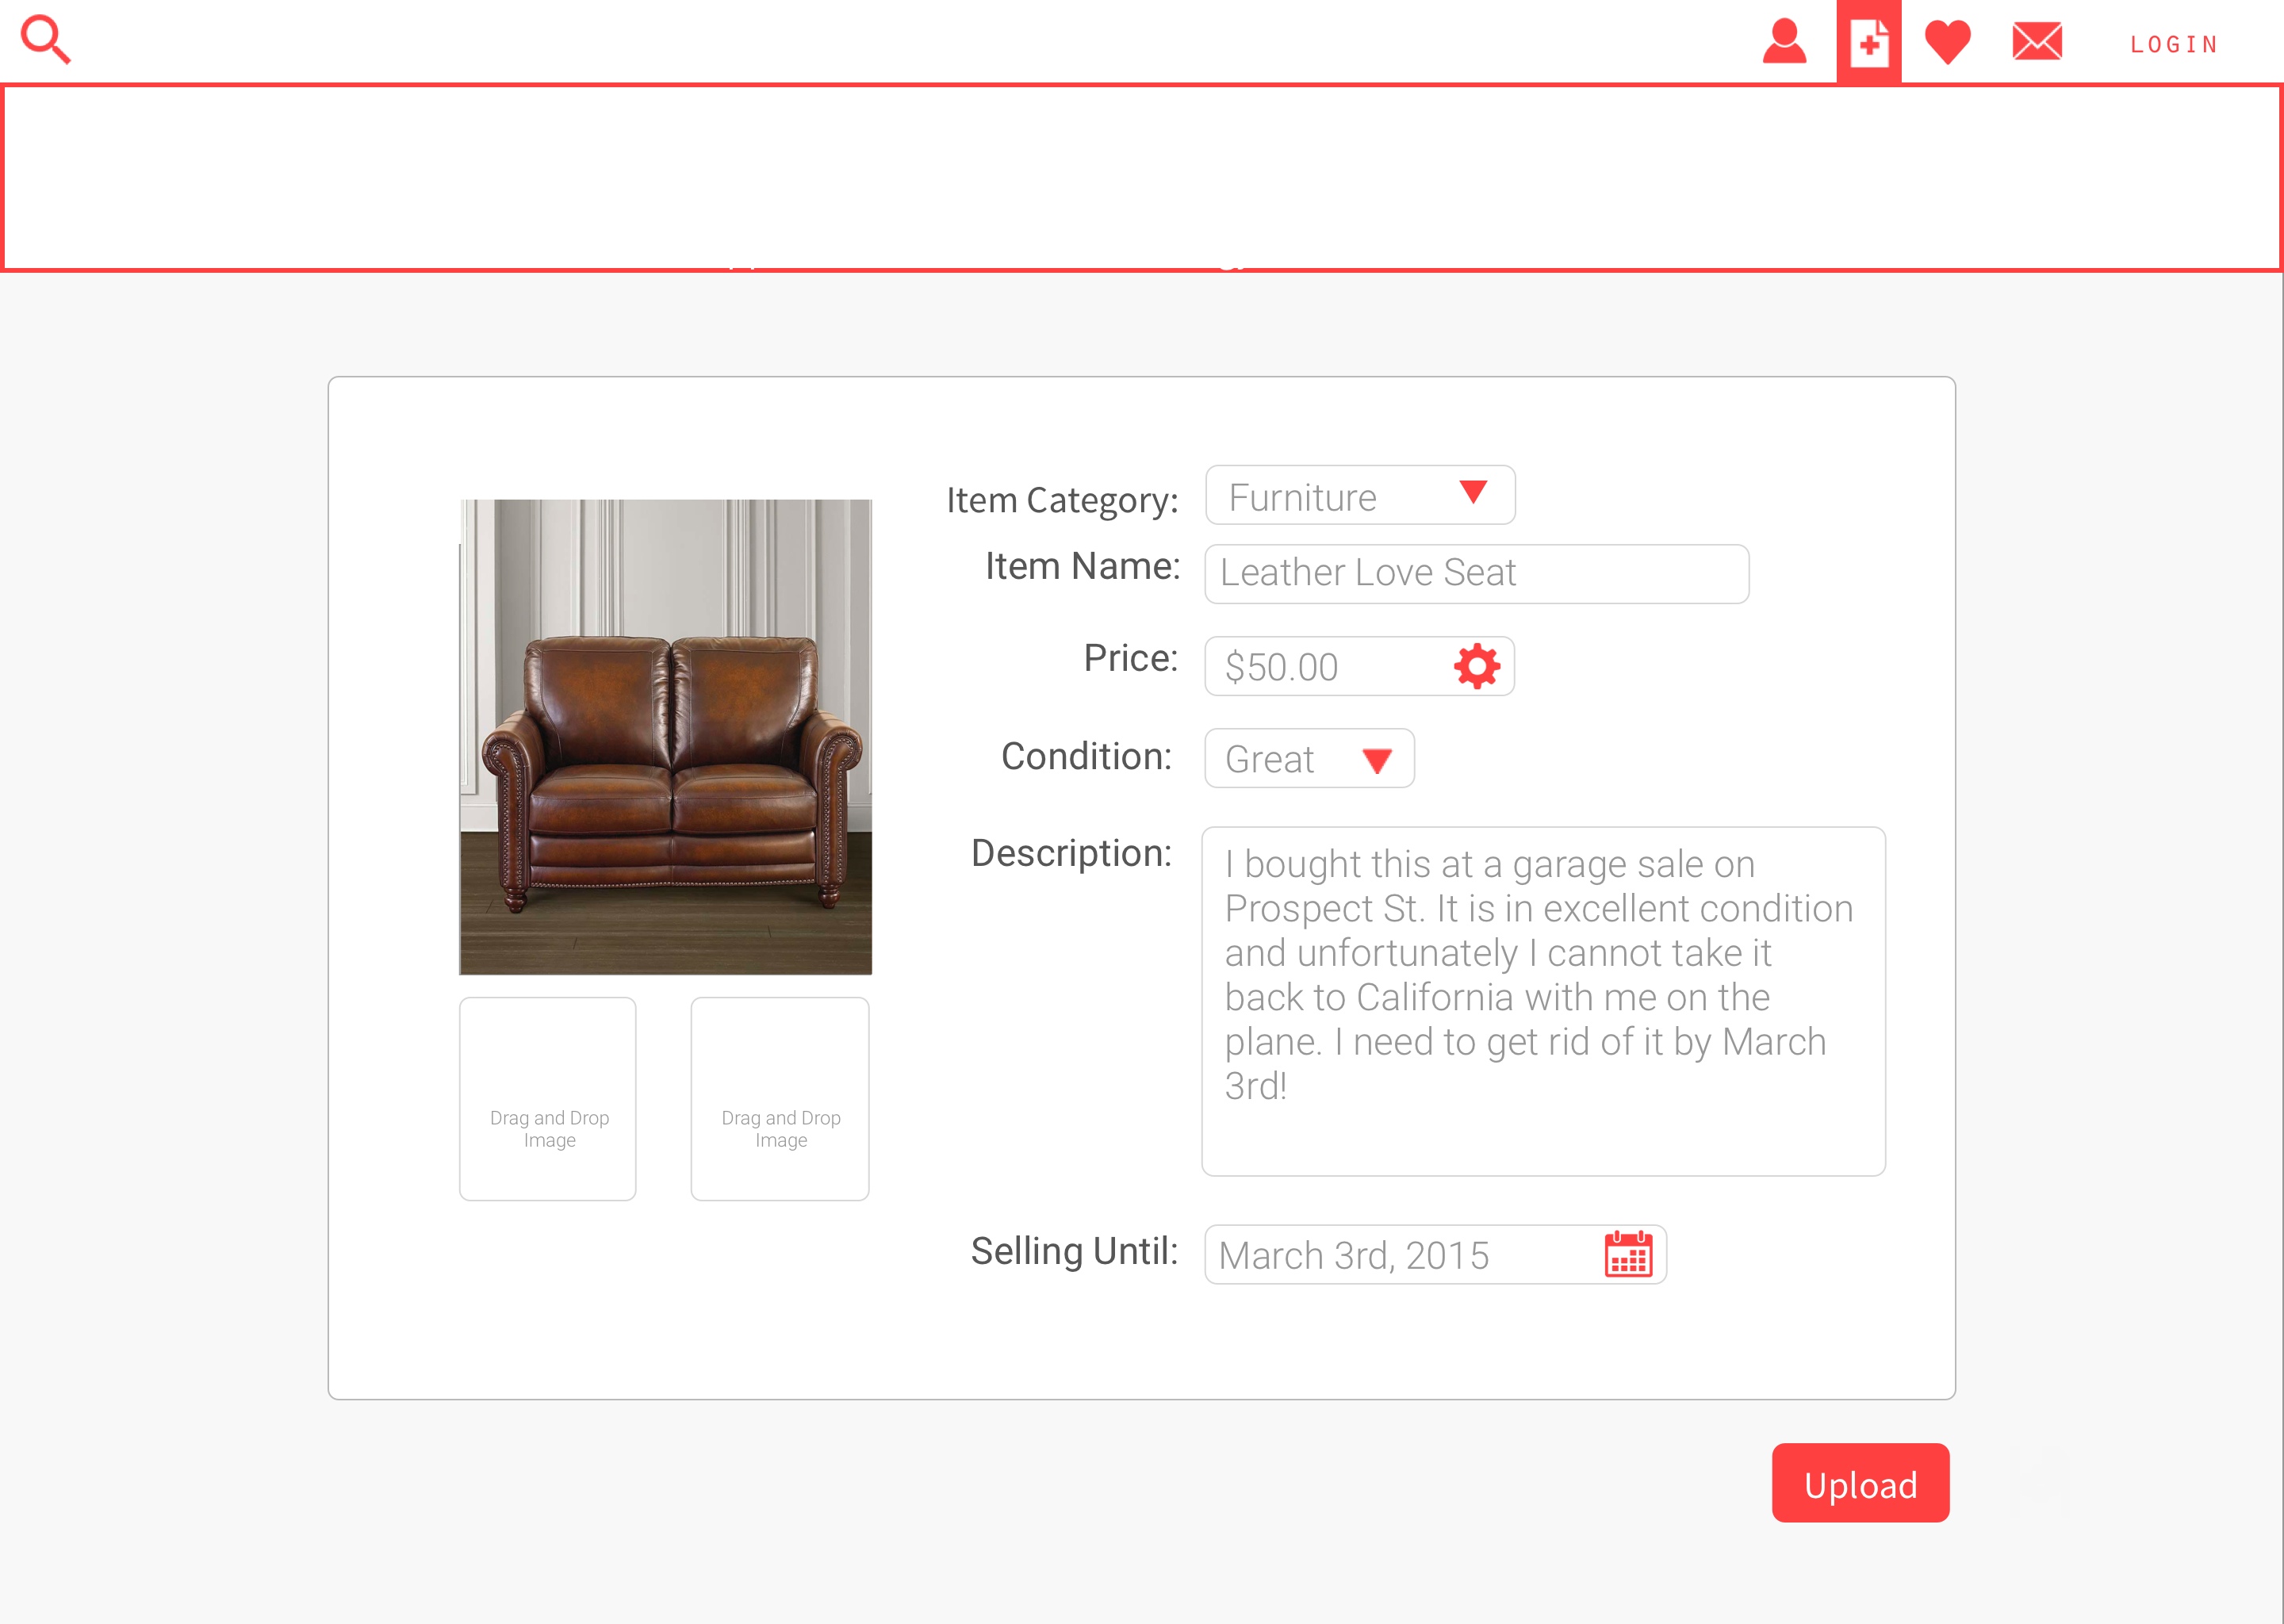 LOGIN
Item Category:
Furniture
Item Name:
Leather Love Seat
Price:
$50.00
Condition:
Great
Description:
I bought this at a garage sale on
Prospect St. It is in excellent condition
and unfortunately I cannot take it
back to California with me on the
plane. I need to get rid of it by March
3rd!
Drag and Drop
Image
Drag and Drop
Image
Selling Until:
March 3rd, 2015
Upload